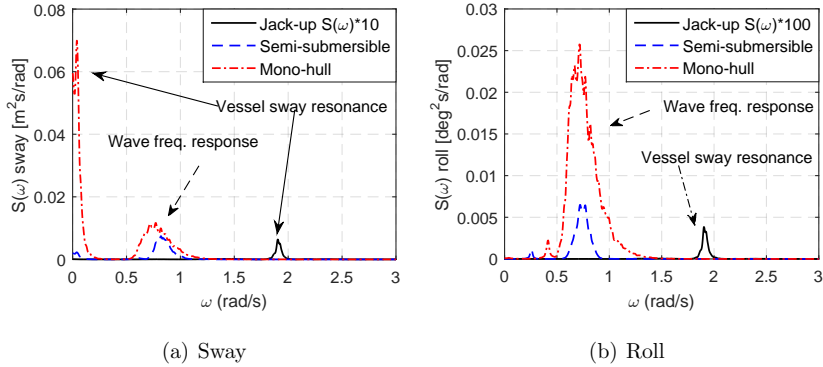 S(ω) sway [m²s/rad]
0.08
0.06
0.04
0.02
0
Jack-up S(ω)*10
Semi-submersible
Mono-hull
Vessel sway resonance
Wave freq. response
0 0.5 1 1.5 2 2.5 3
ω (rad/s)
(a) Sway
S(ω) roll [deg²s/rad]
0.03
0.025
0.02
0.015
0.01
0.005
0
Jack-up S(ω)*100
Semi-submersible
Mono-hull
Wave freq. response
Vessel sway resonance
0 0.5 1 1.5 2 2.5 3
ω (rad/s)
(b) Roll